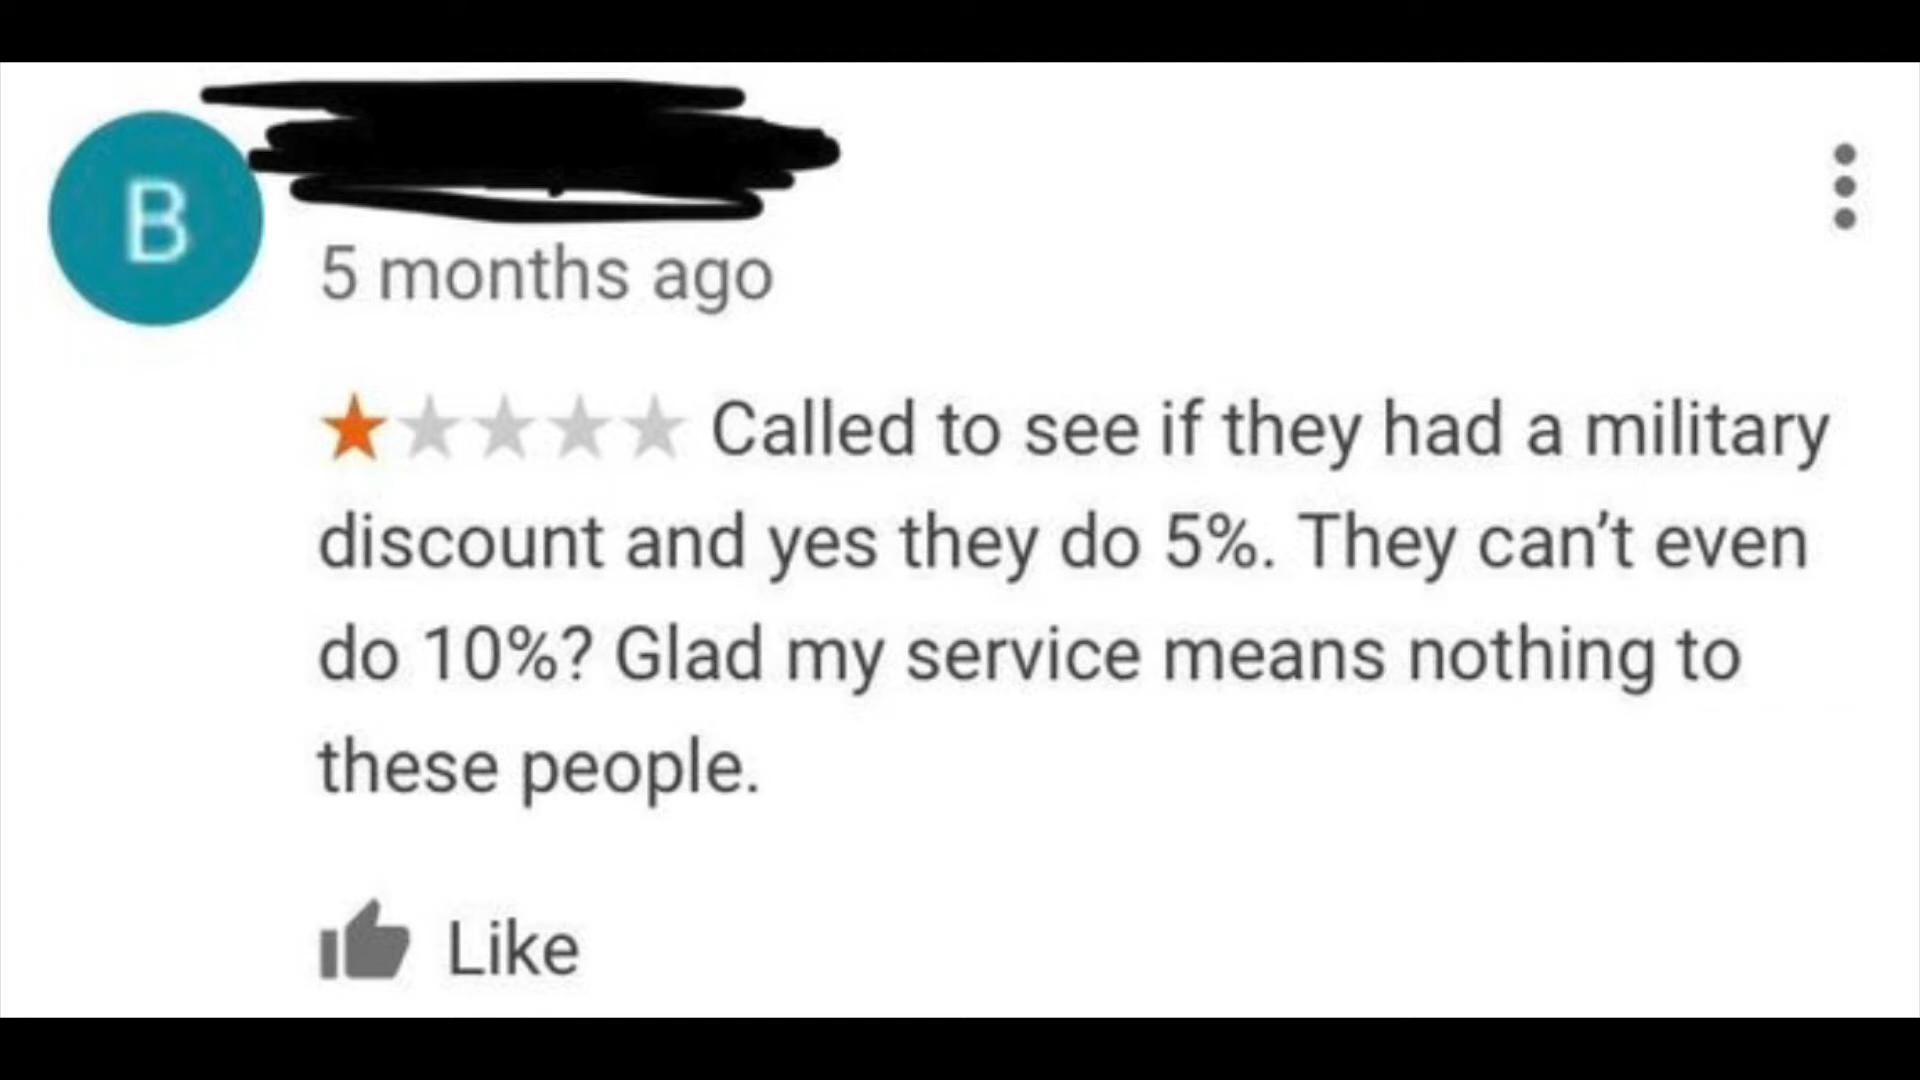 B
5 months ago
Called to see if they had a military
discount and yes they do 5%. They can’t even
do 10%? Glad my service means nothing to
these people.
Like